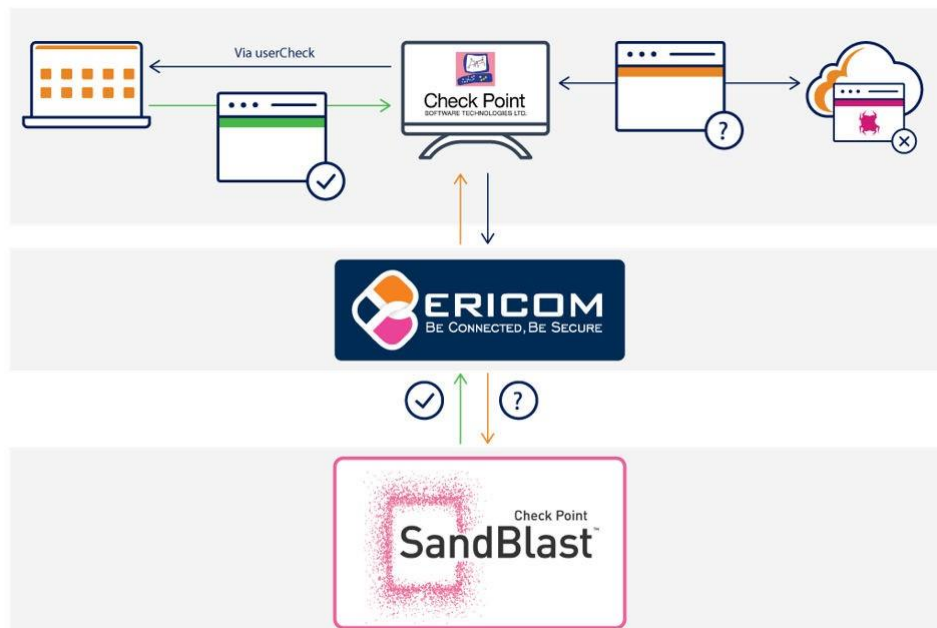 Via userCheck
Check Point
SOFTWARE TECHNOLOGIES LTD.
?
ERICOM
BE CONNECTED, BE SECURE
?
Check Point
SandBlast™